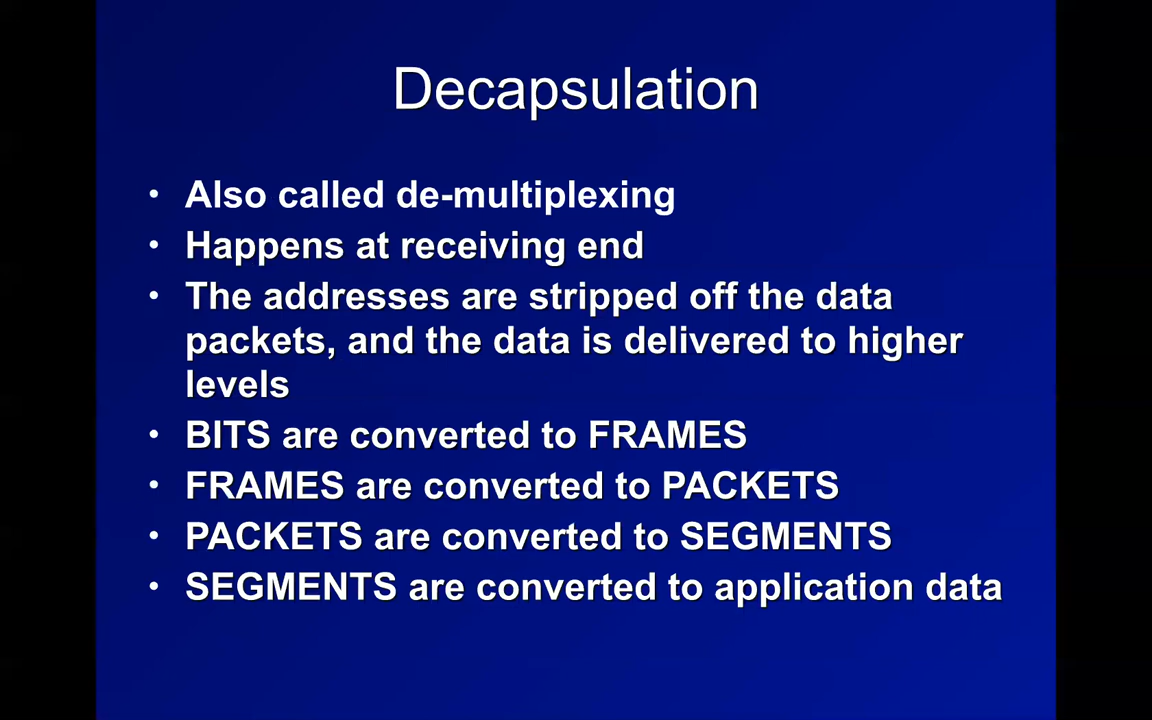 Decapsulation
• Also called de-multiplexing
• Happens at receiving end
• The addresses are stripped off the data
packets, and the data is delivered to higher
levels
• BITS are converted to FRAMES
• FRAMES are converted to PACKETS
• PACKETS are converted to SEGMENTS
• SEGMENTS are converted to application data